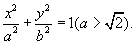 x²/a² + y²/b² = 1(a > √2).